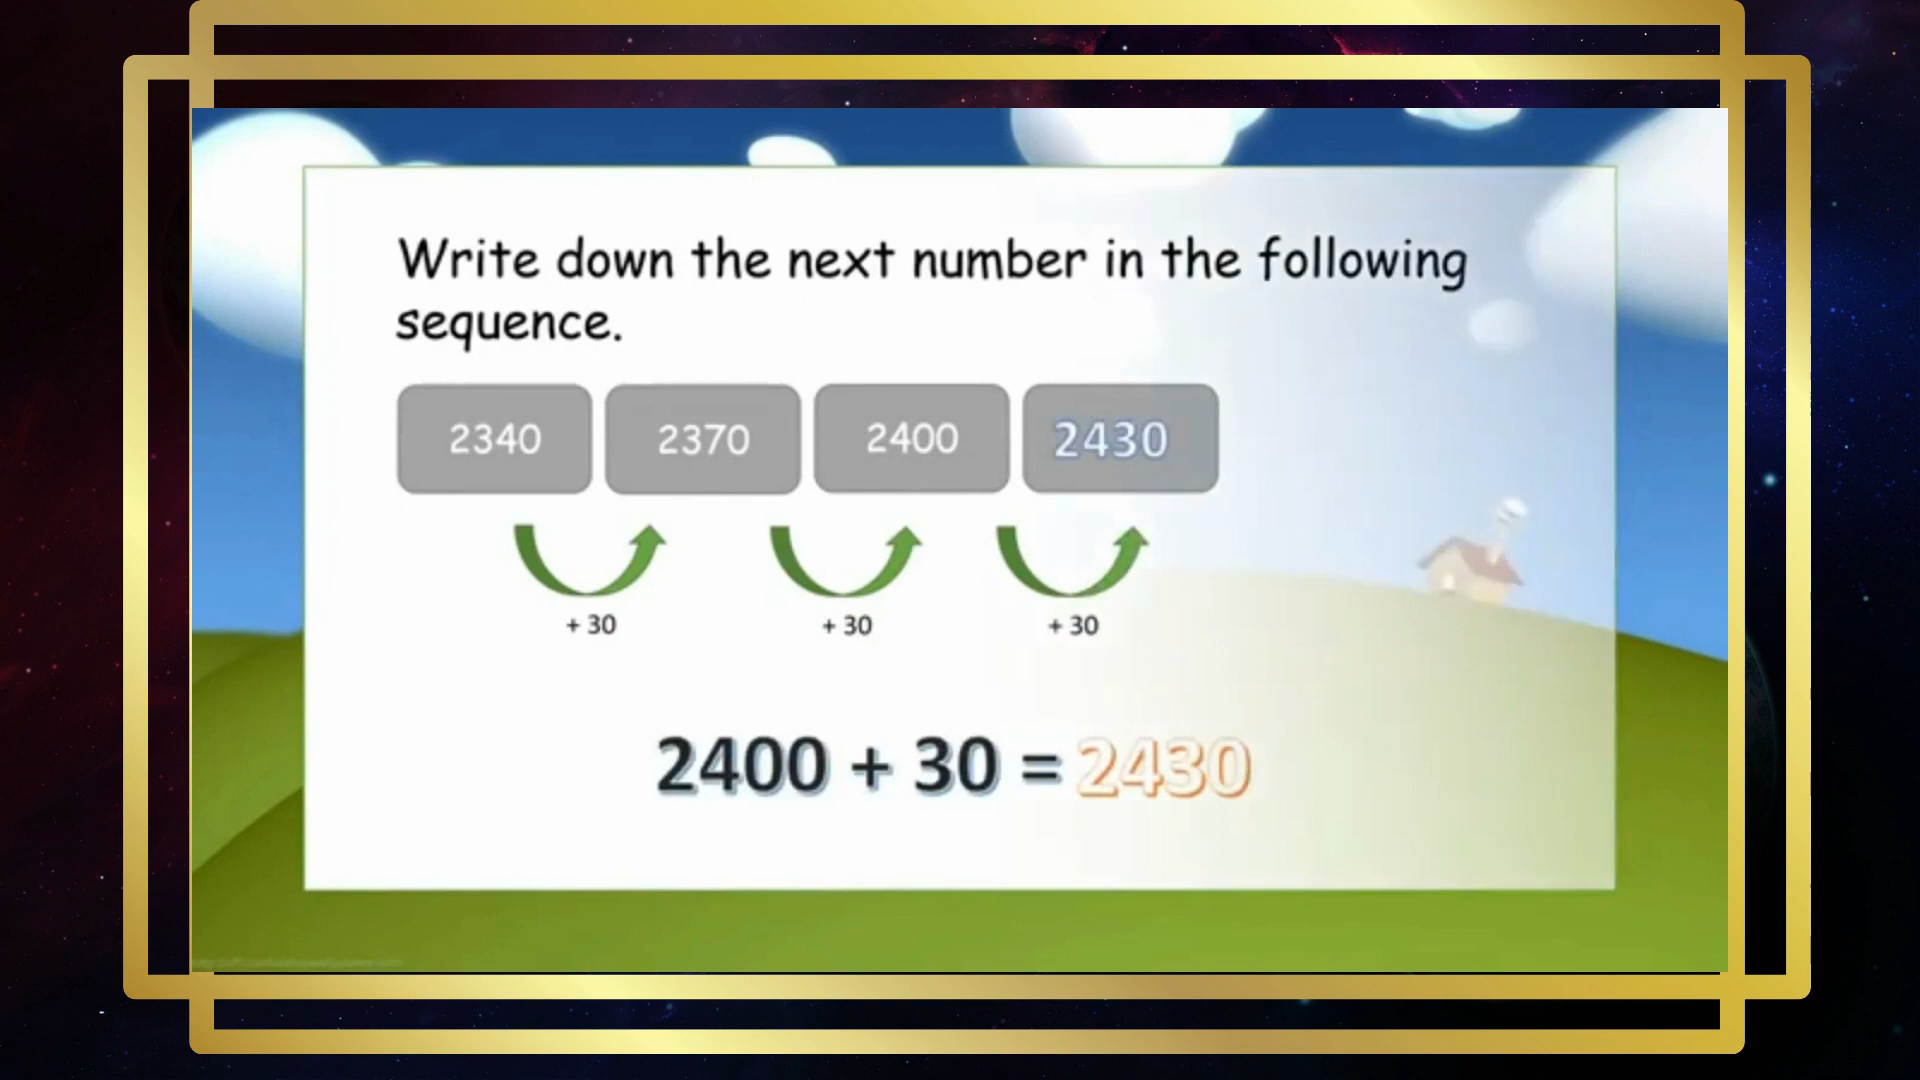 Write down the next number in the following
sequence.
2340 2370 2400 2430
+ 30 + 30 + 30
2400 + 30 = 2430